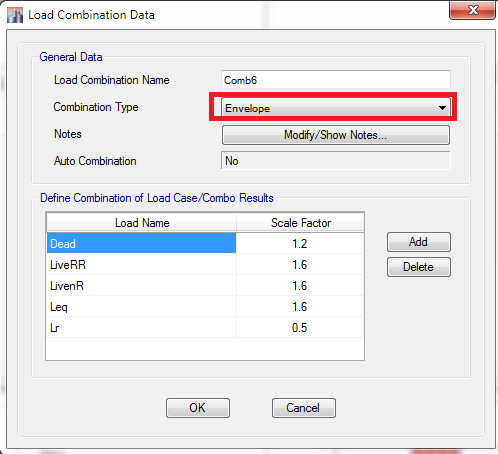 Load Combination Data
General Data
Load Combination Name Comb6
Combination Type Envelope
Notes Modify/Show Notes...
Auto Combination No
Define Combination of Load Case/Combo Results
Load Name Scale Factor
Dead 1.2 Add
LiveRR 1.6 Delete
LivenR 1.6
Leq 1.6
Lr 0.5
OK Cancel